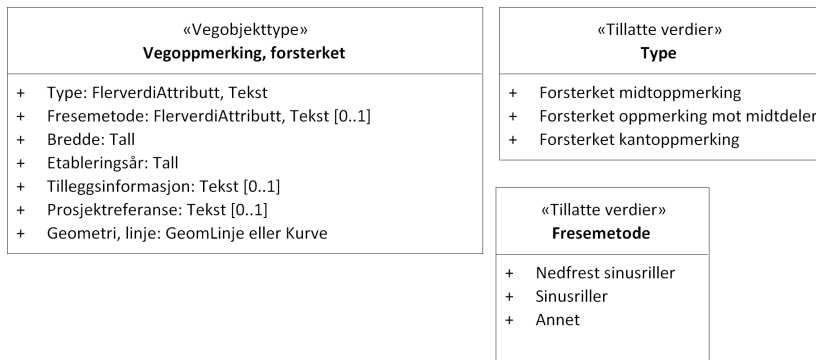 «Vegobjekttype»
Vegoppmerking, forsterket
+ Type: FlerverdiAttributt, Tekst
+ Fresemetode: FlerverdiAttributt, Tekst [0..1]
+ Bredde: Tall
+ Etableringsår: Tall
+ Tilleggsinformasjon: Tekst [0..1]
+ Prosjektreferanse: Tekst [0..1]
+ Geometri, linje: GeomLinje eller Kurve
«Tillatte verdier»
Type
+ Forsterket midtoppmerking
+ Forsterket oppmerking mot midtdeler
+ Forsterket kantoppmerking
«Tillatte verdier»
Fresemetode
+ Nedfrest sinusriller
+ Sinusriller
+ Annet